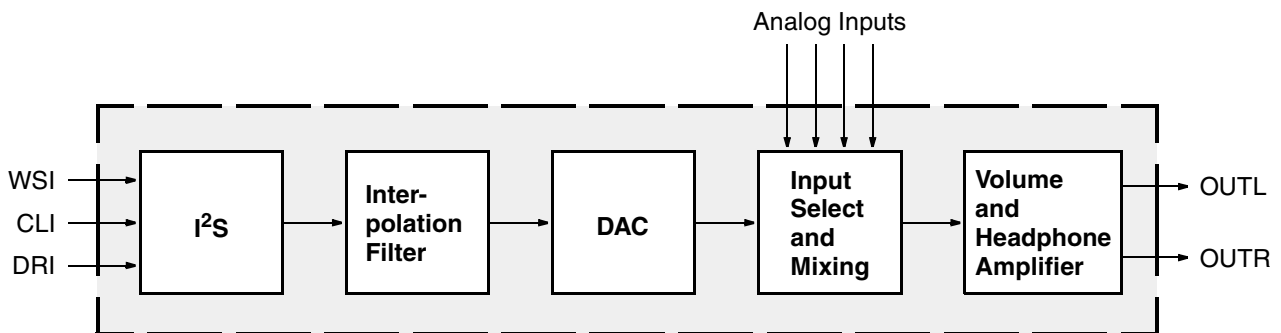 Analog Inputs
WSI
CLI
DRI
I²S
Inter-
polation
Filter
DAC
Input
Select
and
Mixing
Volume
and
Headphone
Amplifier
OUTL
OUTR